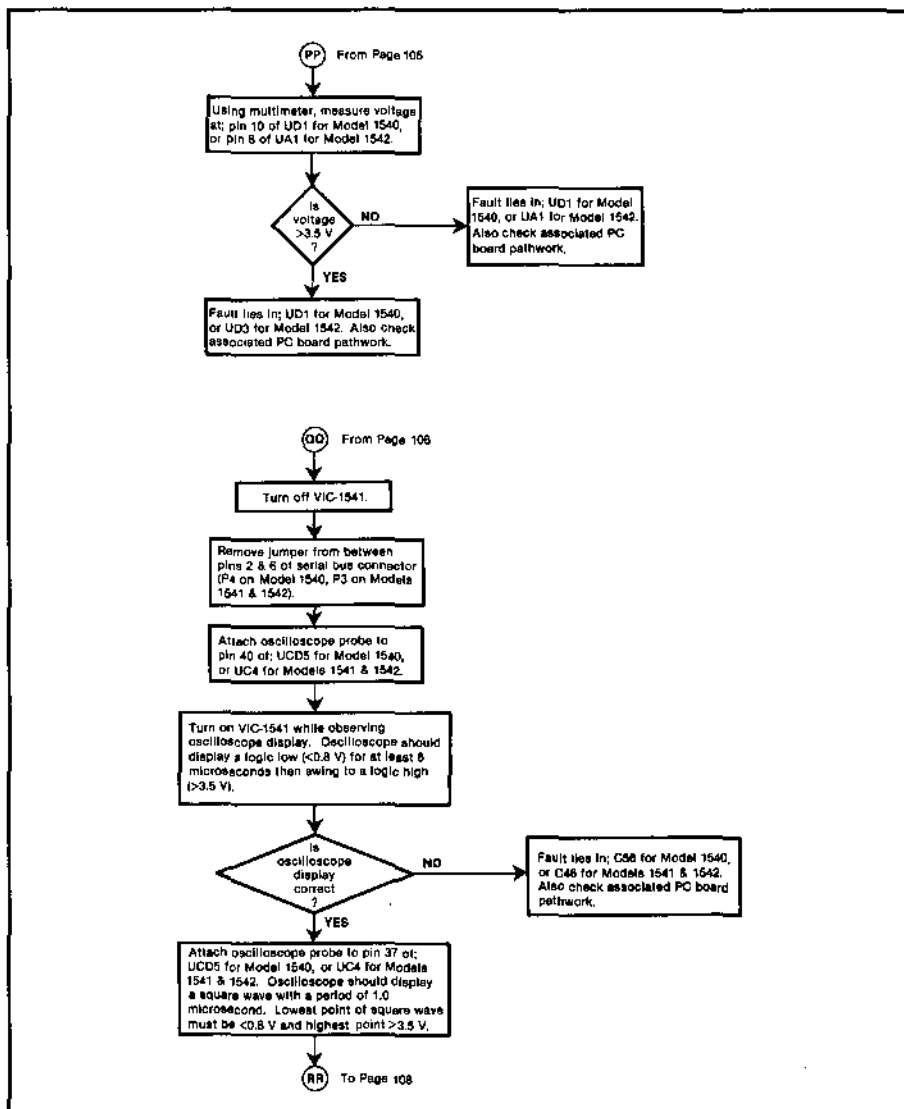 PP From Page 105
Using multimeter, measure voltage
at; pin 10 of UD1 for Model 1540,
or pin 8 of UA1 for Model 1542.
Is
voltage
>3.5 V
?
NO
Fault lies in; UD1 for Model
1540, or UA1 for Model 1542.
Also check associated PC
board pathwork.
YES
Fault lies in; UD1 for Model 1540,
or UD3 for Model 1542. Also check
associated PC board pathwork.
QQ From Page 106
Turn off VIC-1541.
Remove jumper from between
pins 2 & 6 of serial bus connector
(P4 on Model 1540, P3 on Models
1541 & 1542).
Attach oscilloscope probe to
pin 40 of; UCD5 for Model 1540,
or UC4 for Models 1541 & 1542.
Turn on VIC-1541 while observing
oscilloscope display. Oscilloscope should
display a logic low (<0.8 V) for at least 6
microseconds then swing to a logic high
(>3.5 V).
Is
oscilloscope
display
correct
?
NO
Fault lies in; C56 for Model 1540,
or C46 for Models 1541 & 1542.
Also check associated PC board
pathwork.
YES
Attach oscilloscope probe to pin 37 of;
UCD5 for Model 1540, or UC4 for Models
1541 & 1542. Oscilloscope should display
a square wave with a period of 1.0
microsecond. Lowest point of square wave
must be <0.8 V and highest point >3.5 V.
RR To Page 108